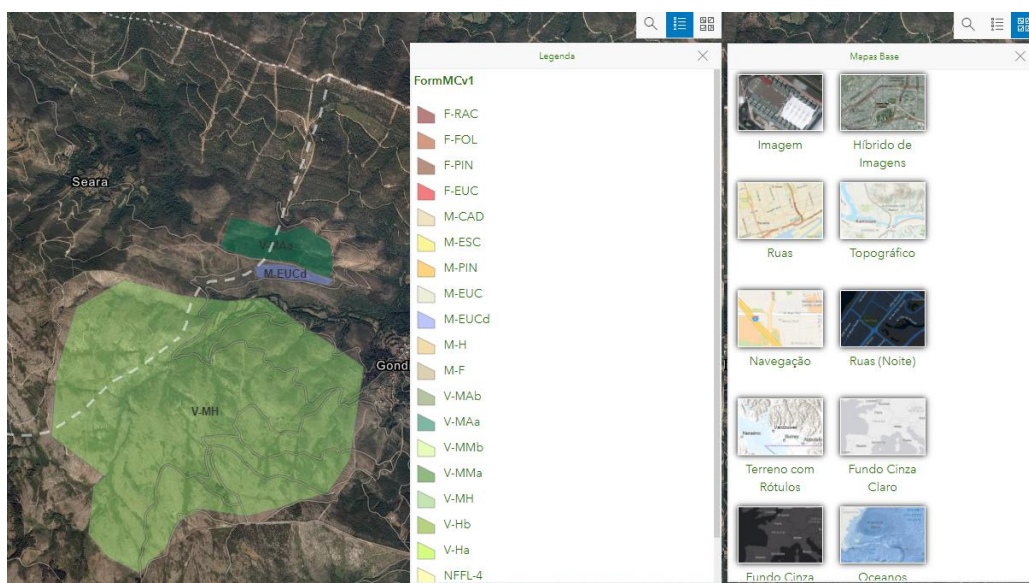 Seara
V-MAa
M-EUCd
V-MH
Gond
Legenda
FormMCv1
F-RAC
F-FOL
F-PIN
F-EUC
M-CAD
M-ESC
M-PIN
M-EUC
M-EUCd
M-H
M-F
V-MAb
V-MAa
V-MMb
V-MMa
V-MH
V-Hb
V-Ha
NFFL-4
Mapas Base
Imagem
Híbrido de
Imagens
Ruas
Topográfico
Navegação
Ruas (Noite)
Terreno com
Rótulos
Fundo Cinza
Claro
Fundo Cinza
Oceanos